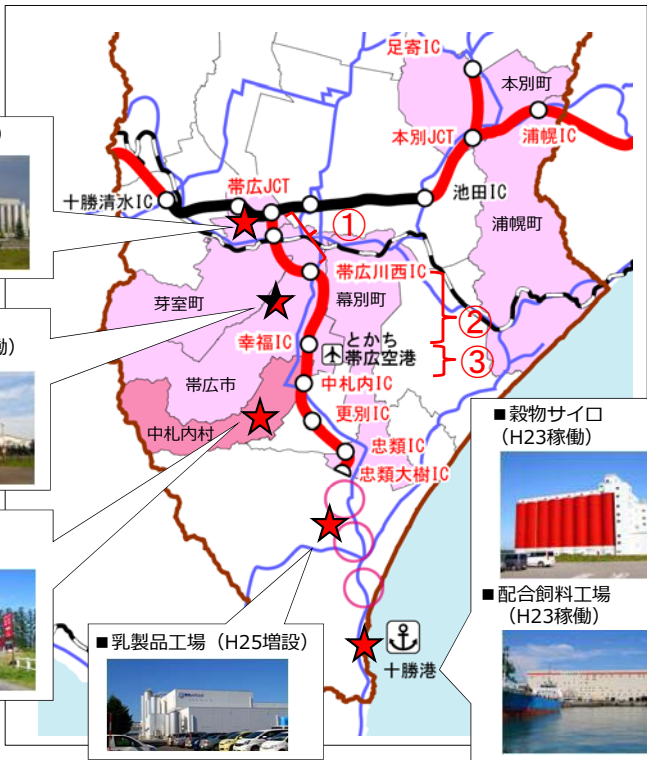 足寄IC
本別町
本別JCT
浦幌IC
)
帯広JCT
十勝清水IC
池田IC
①
浦幌町
帯広川西IC
芽室町
幕別町
②
働)
幸福IC
とかち
帯広空港
③
帯広市
中札内IC
更別IC
中札内村
忠類IC
忠類大樹IC
■穀物サイロ
(H23稼働)
■配合飼料工場
(H23稼働)
■乳製品工場(H25増設)
十勝港